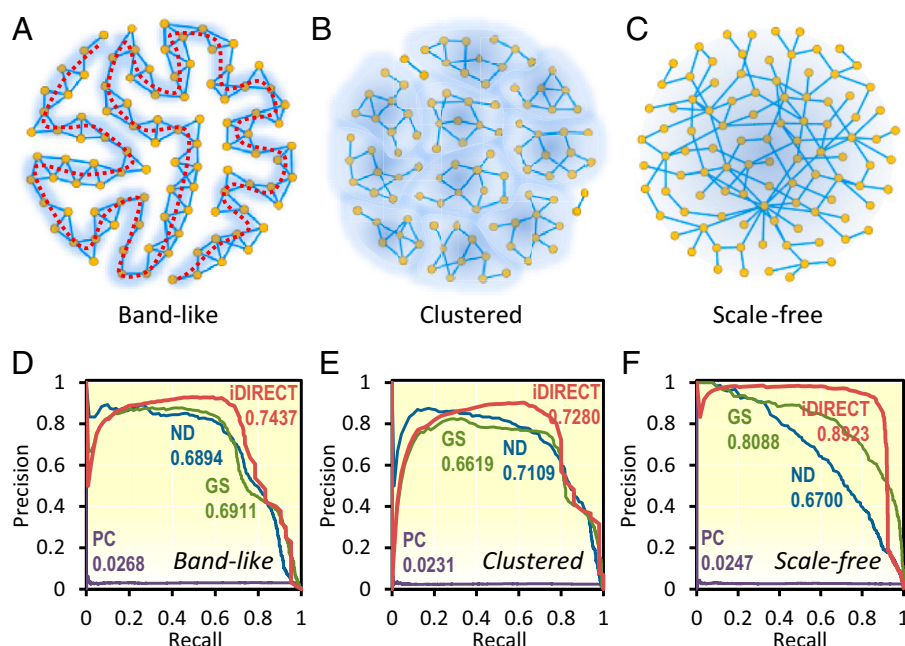 A
B
C
Band-like
Clustered
Scale-free
D
E
F
1
0.8
0.6
0.4
0.2
0
Precision
iDIRECT
0.7437
ND
0.6894
GS
0.6911
PC
0.0268
Band-like
0 0.2 0.4 0.6 0.8 1
Recall
1
0.8
0.6
0.4
0.2
0
Precision
iDIRECT
0.7280
GS
0.6619
ND
0.7109
PC
0.0231
Clustered
0 0.2 0.4 0.6 0.8 1
Recall
1
0.8
0.6
0.4
0.2
0
Precision
iDIRECT
0.8923
GS
0.8088
ND
0.6700
PC
0.0247
Scale-free
0 0.2 0.4 0.6 0.8 1
Recall